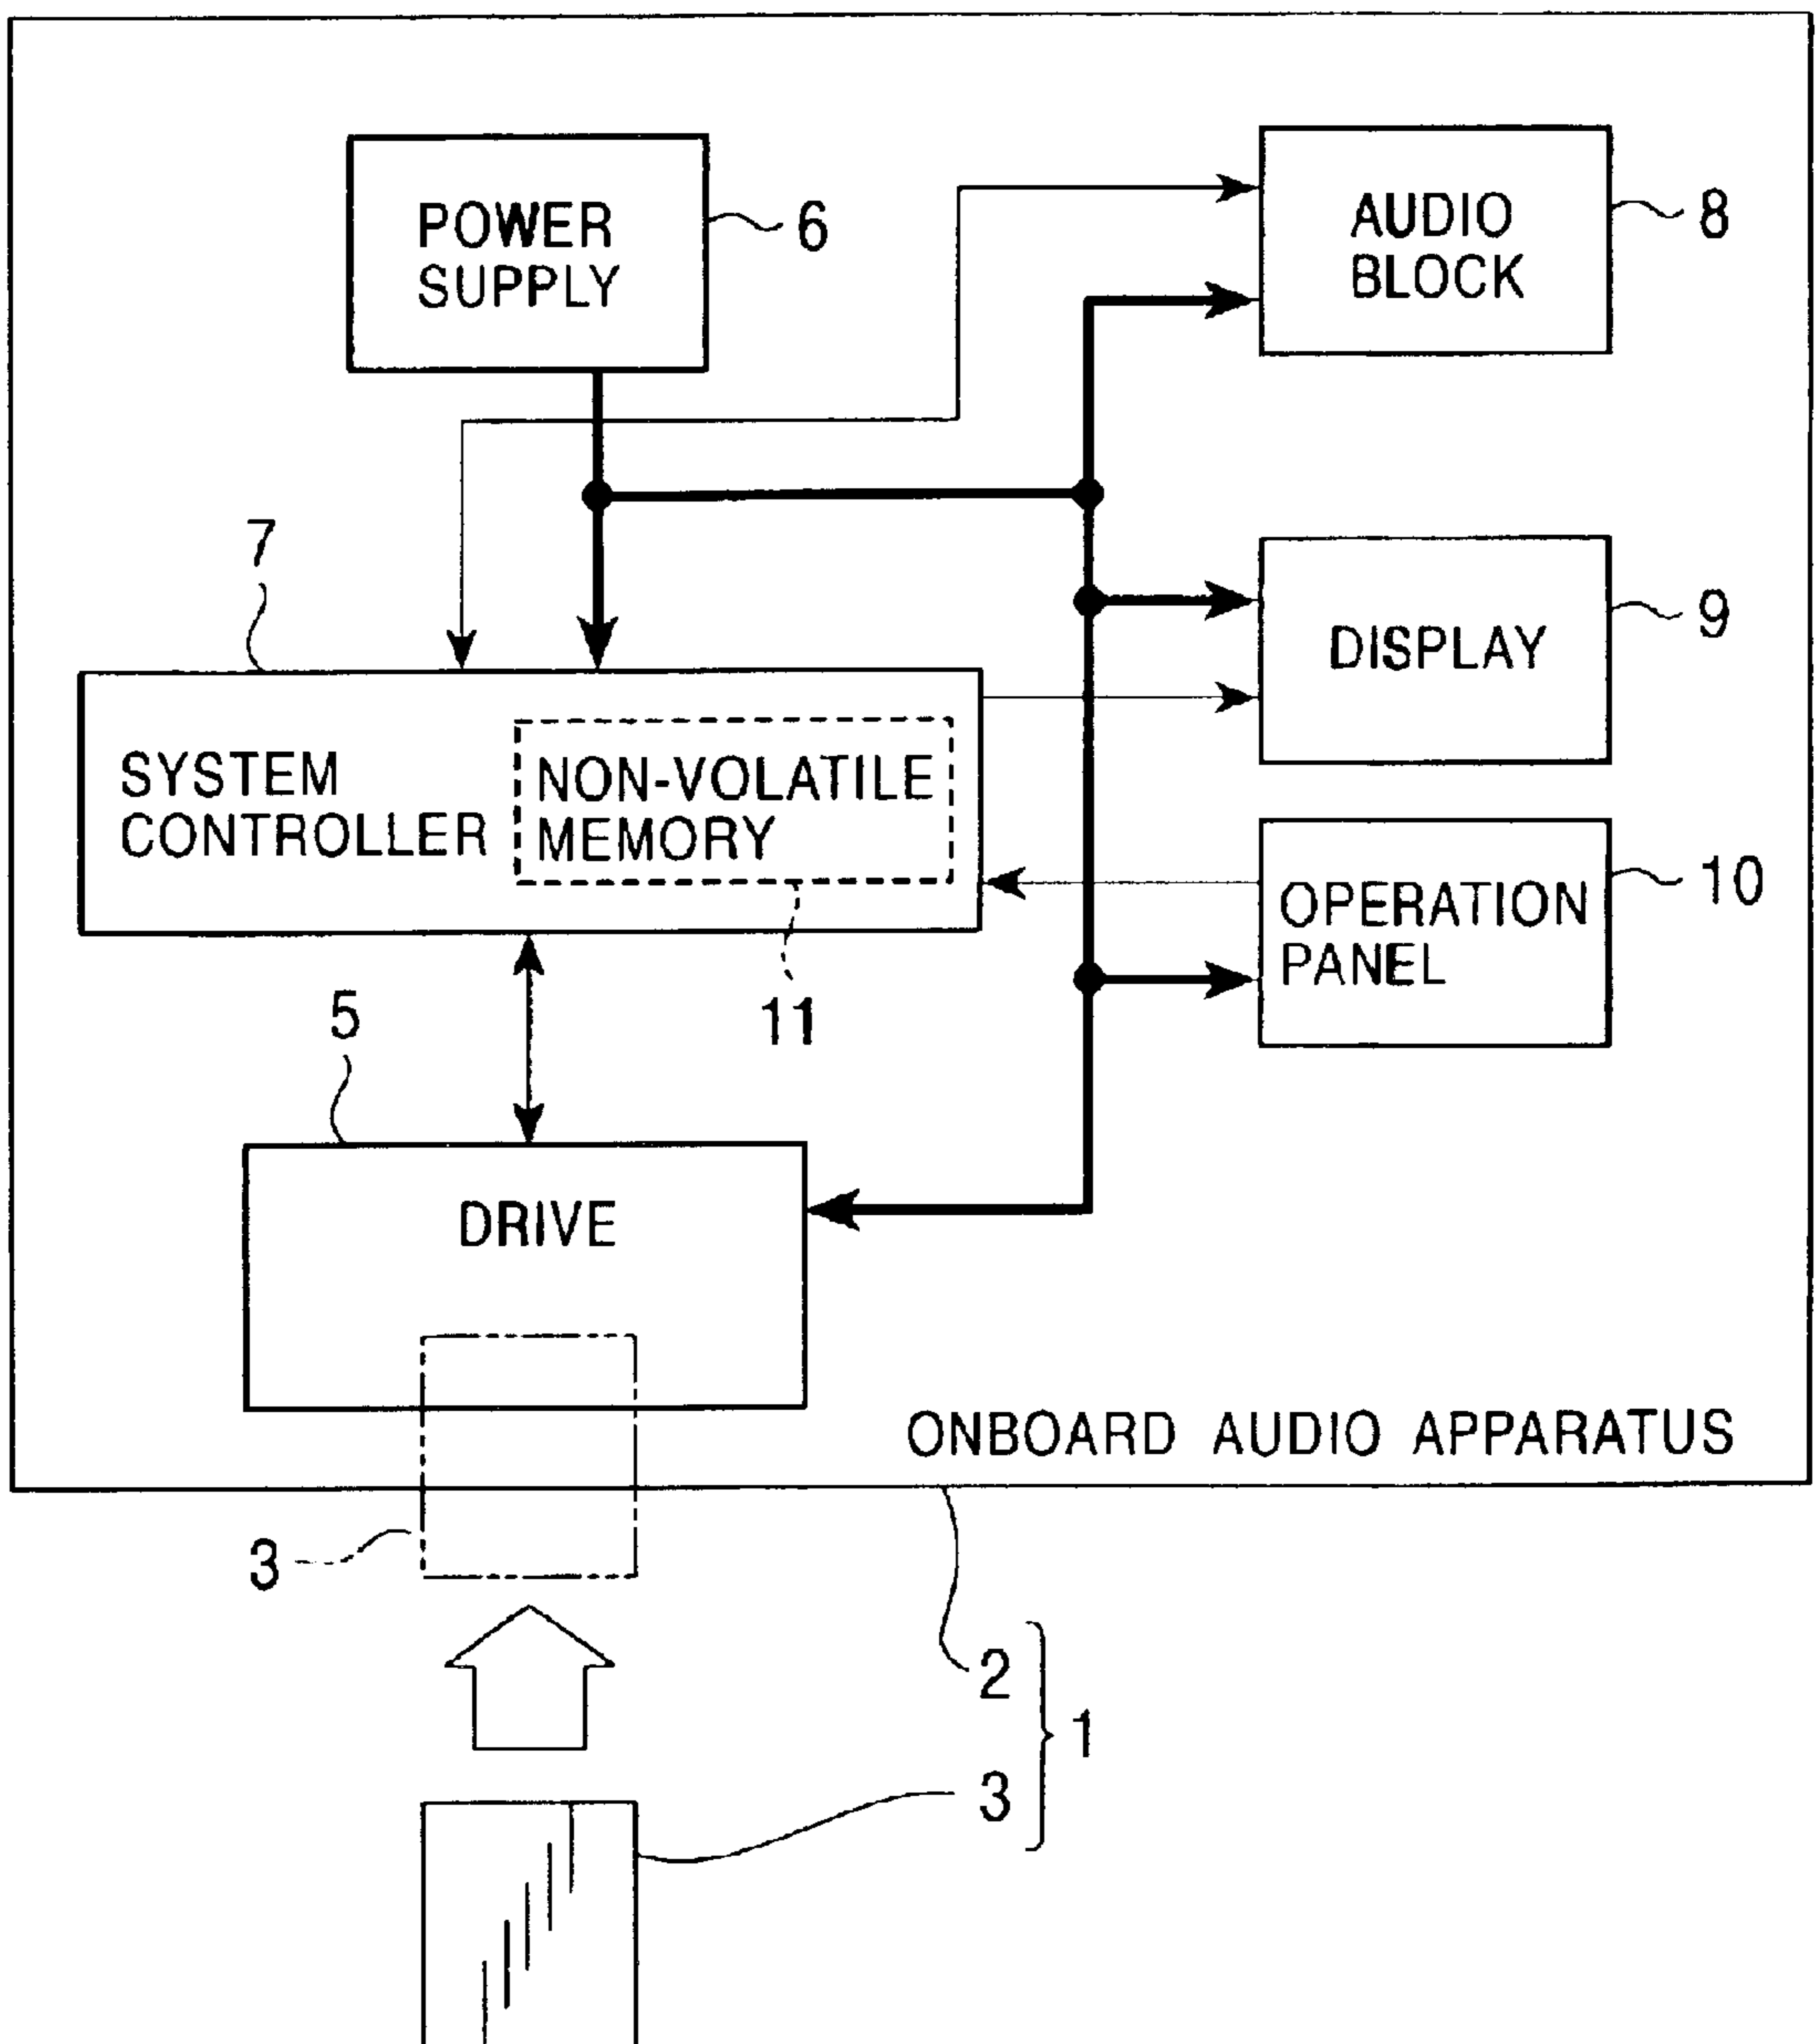 POWER
SUPPLY
6
AUDIO
BLOCK
8
7
DISPLAY
9
SYSTEM
CONTROLLER
NON-VOLATILE
MEMORY
11
OPERATION
PANEL
10
5
DRIVE
ONBOARD AUDIO APPARATUS
3
2
3
1